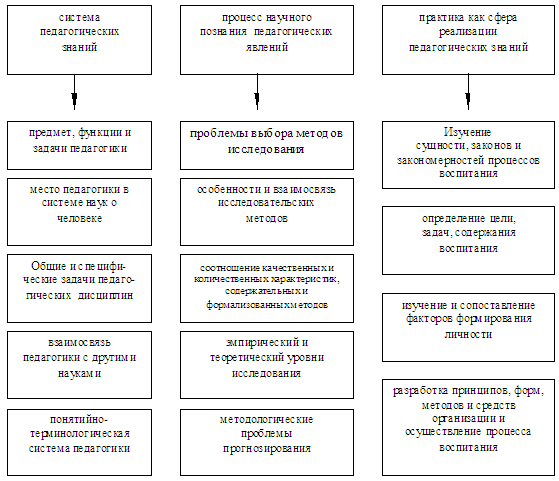 система
педагогических
знаний
процесс научного
познания педагогических
явлений
практика как сфера
реализации
педагогических знаний
предмет, функции и
задачи педагогики
место педагогики в
системе наук о
человеке
Общие и специфи-
ческие задачи педаго-
гических дисциплин
взаимосвязь
педагогики с другими
науками
понятийно-
терминологическая
система педагогики
проблемы выбора методов
исследования
особенности и взаимосвязь
исследовательских
методов
соотношение качественных и
количественных характеристик,
содержательных и
формализованных методов
эмпирический и
теоретический уровни
исследования
методологические
проблемы
прогнозирования
Изучение
сущности, законов и
закономерностей процессов
воспитания
определение цели,
задач, содержания
воспитания
изучение и сопоставление
факторов формирования
личности
разработка принципов, форм,
методов и средств
организации и
осуществление процесса
воспитания